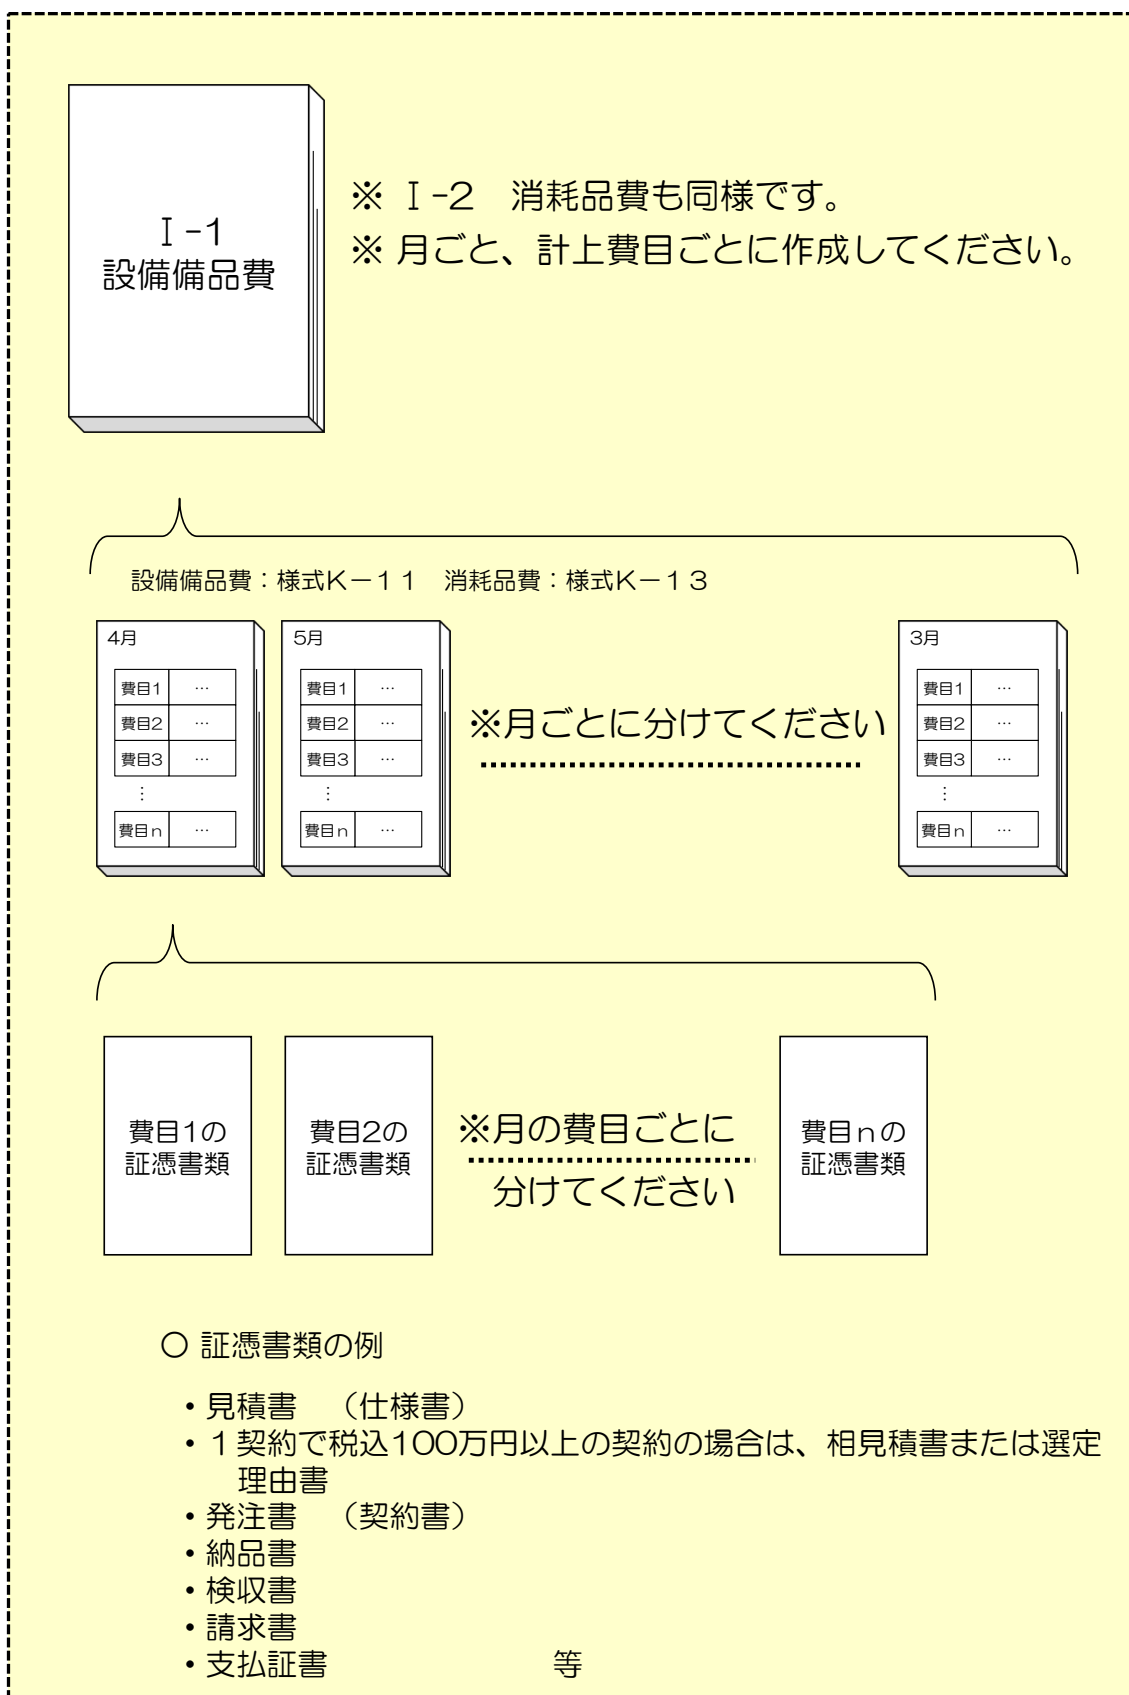 Ⅰ-1
設備備品費
※ Ⅰ-2　消耗品費も同様です。
※ 月ごと、計上費目ごとに作成してください。
設備備品費：様式K－１１　消耗品費：様式K－１３
4月
費目1 …
費目2 …
費目3 …
⋮
費目n …
5月
費目1 …
費目2 …
費目3 …
⋮
費目n …
※月ごとに分けてください
3月
費目1 …
費目2 …
費目3 …
⋮
費目n …
費目1の
証憑書類
費目2の
証憑書類
※月の費目ごとに
分けてください
費目nの
証憑書類
○ 証憑書類の例
・見積書　（仕様書）
・１契約で税込100万円以上の契約の場合は、相見積書または選定
理由書
・発注書　（契約書）
・納品書
・検収書
・請求書
・支払証書　　　　　　　等